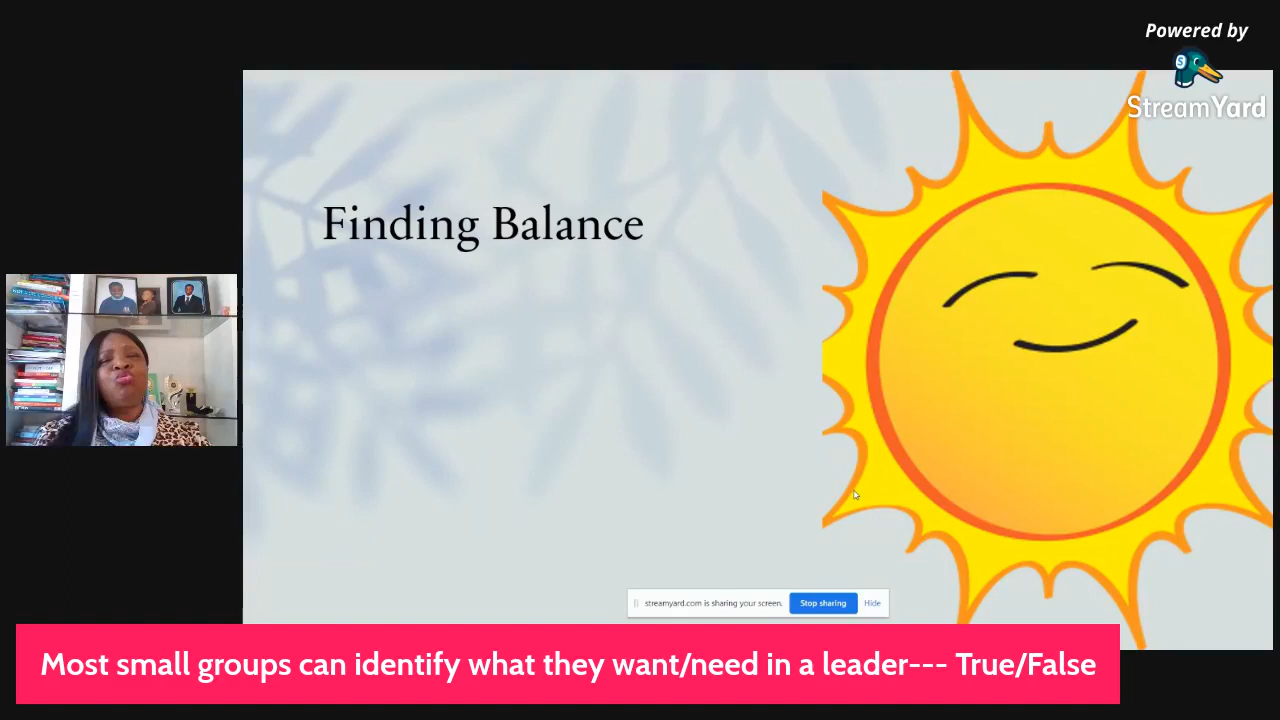 Powered by
StreamYard
Finding Balance
streamyard.com is sharing your screen. Stop sharing Hide
Most small groups can identify what they want/need in a leader--- True/False